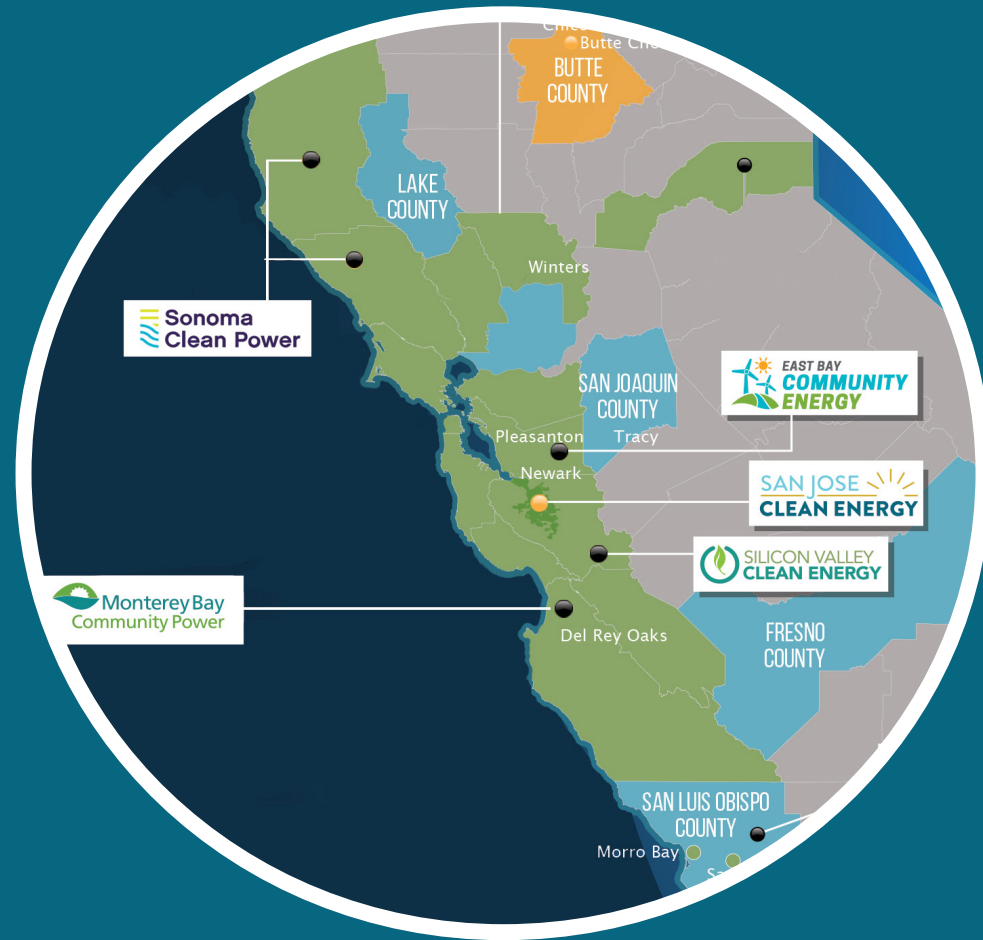 Butte
BUTTE
COUNTY
LAKE
COUNTY
Winters
Sonoma
Clean Power
EAST BAY
COMMUNITY
ENERGY
SAN JOAQUIN
COUNTY
Pleasanton
Tracy
Newark
SAN JOSE
CLEAN ENERGY
SILICON VALLEY
CLEAN ENERGY
Monterey Bay
Community Power
Del Rey Oaks
FRESNO
COUNTY
SAN LUIS OBISPO
COUNTY
Morro Bay